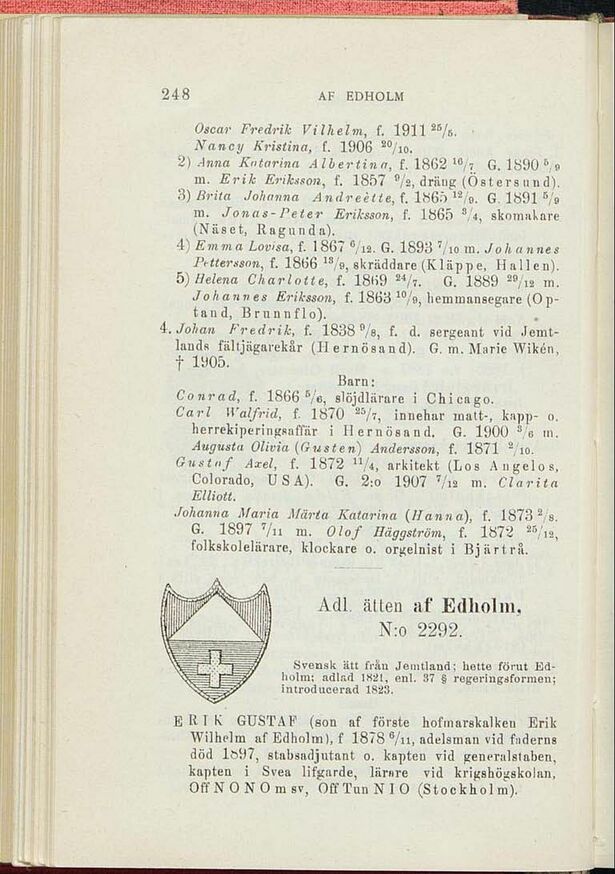 248 AF EDHOLM
Oscar Fredrik Vilhelm, f. 1911 25/5.
Nancy Kristina, f. 1906 20/10.
2) Anna Katarina Albertina, f. 1862 16/7 G. 1890 5/9
m. Erik Eriksson, f. 1857 9/2, dräng (Östersund).
3) Brita Johanna Andreétte, f. 1865 12/9. G. 1891 5/9
m. Jonas-Peter Eriksson, f. 1865 3/4, skomakare
(Näset, Ragunda).
4) Emma Lovisa, f. 1867 6/12. G. 1893 7/10 m. Johannes
Pettersson, f. 1866 13/9, skräddare (Kläppe, Hallen).
5) Helena Charlotte, f. 1869 24/7. G. 1889 29/12 m.
Johannes Eriksson, f. 1863 10/9, hemmansegare (Op-
tand, Brunnflo).
4. Johan Fredrik, f. 1838 9/8, f. d. sergeant vid Jemt-
lands fältjägarekår (Hernösand). G. m. Marie Wikén,
† 1905.
Barn:
Conrad, f. 1866 5/6, slöjdlärare i Chicago.
Carl Walfrid, f. 1870 25/7, innehar matt-, kapp- o.
herrekiperingsaffär i Hernösand. G. 1900 3/6 m.
Augusta Olivia (Gusten) Andersson, f. 1871 2/10.
Gustaf Axel, f. 1872 11/4, arkitekt (Los Angelos,
Colorado, USA). G. 2:o 1907 7/12 m. Clarita
Elliott.
Johanna Maria Märta Katarina (Hanna), f. 1873 2/8.
G. 1897 7/11 m. Olof Häggström, f. 1872 25/12,
folkskolelärare, klockare o. orgelnist i Bjärtrå.
Adl. ätten af Edholm,
N:o 2292.
Svensk ätt från Jemtland; hette förut Ed-
holm; adlad 1821, enl. 37 § regeringsformen;
introducerad 1823.
ERIK GUSTAF (son af förste hofmarskalken Erik
Wilhelm af Edholm), f 1878 6/11, adelsman vid faderns
död 1897, stabsadjutant o. kapten vid generalstaben,
kapten i Svea lifgarde, lärare vid krigshögskolan,
OffNONOmsv, OffTunNIO (Stockholm).